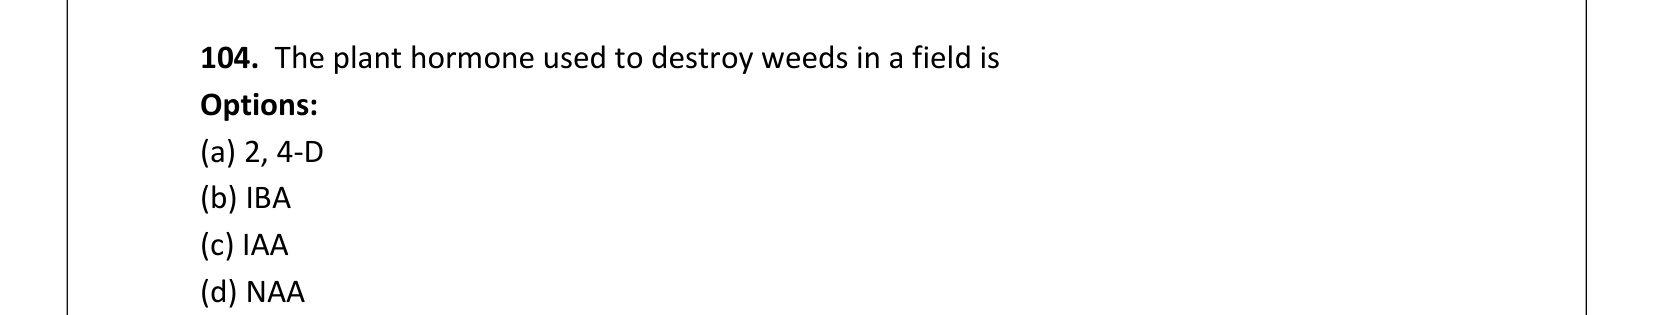 104. The plant hormone used to destroy weeds in a field is
Options:
(a) 2, 4-D
(b) IBA
(c) IAA
(d) NAA